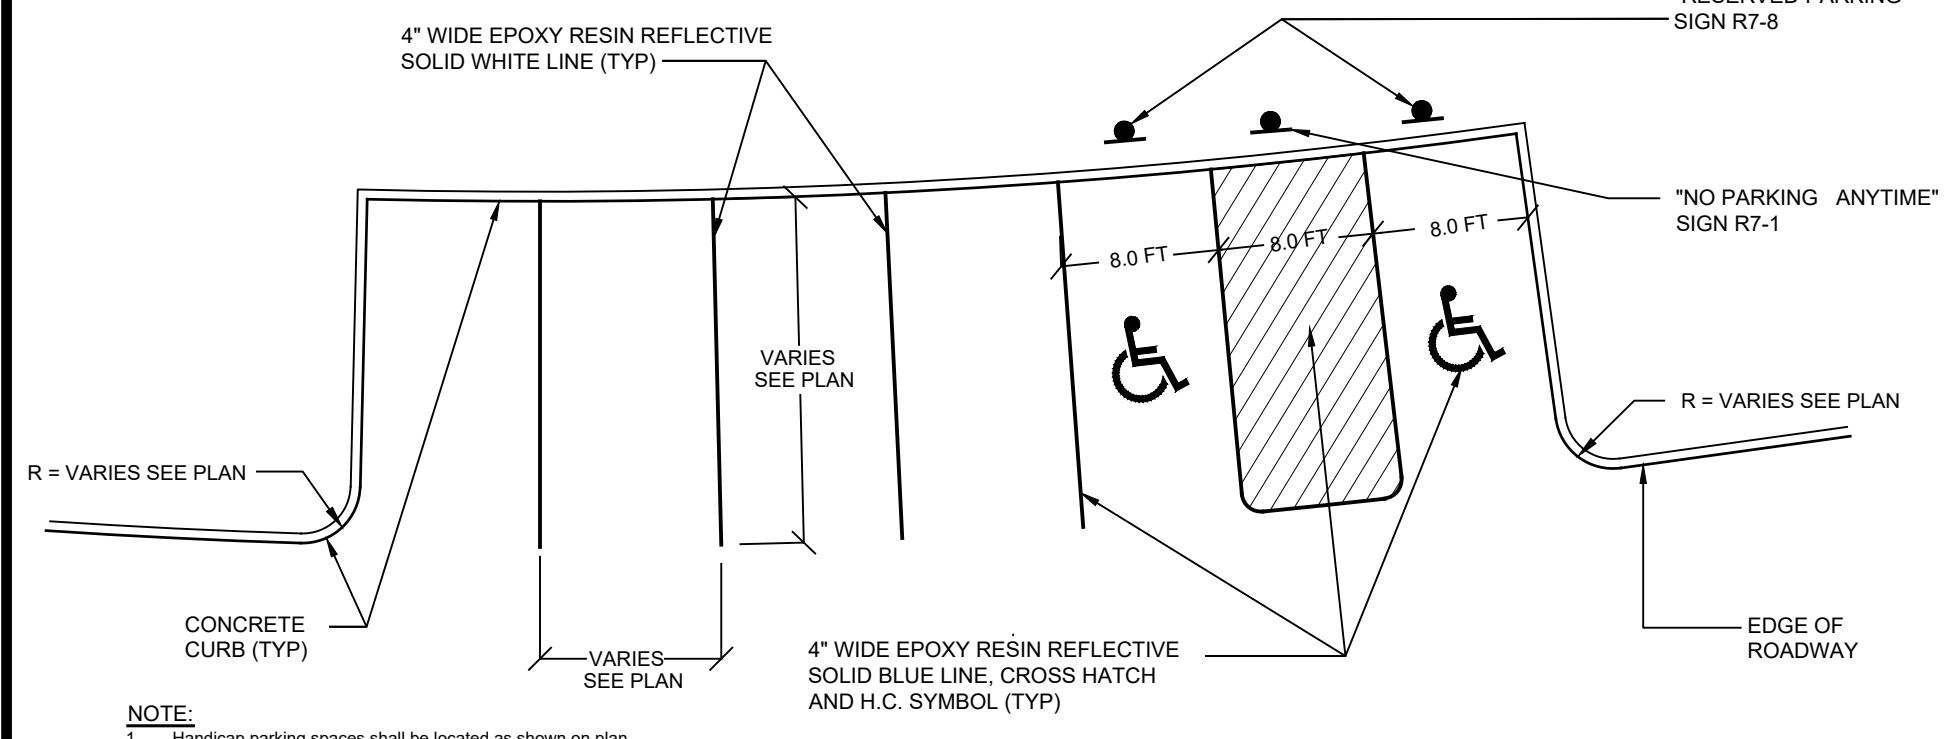 "RESERVED PARKING"
SIGN R7-8
4" WIDE EPOXY RESIN REFLECTIVE
SOLID WHITE LINE (TYP)
"NO PARKING ANYTIME"
SIGN R7-1
8.0 FT
8.0 FT
8.0 FT
VARIES
SEE PLAN
R = VARIES SEE PLAN
R = VARIES SEE PLAN
CONCRETE
CURB (TYP)
VARIES
SEE PLAN
4" WIDE EPOXY RESIN REFLECTIVE
SOLID BLUE LINE, CROSS HATCH
AND H.C. SYMBOL (TYP)
EDGE OF
ROADWAY
NOTE:
1. Handicap parking spaces shall be located as shown on plan